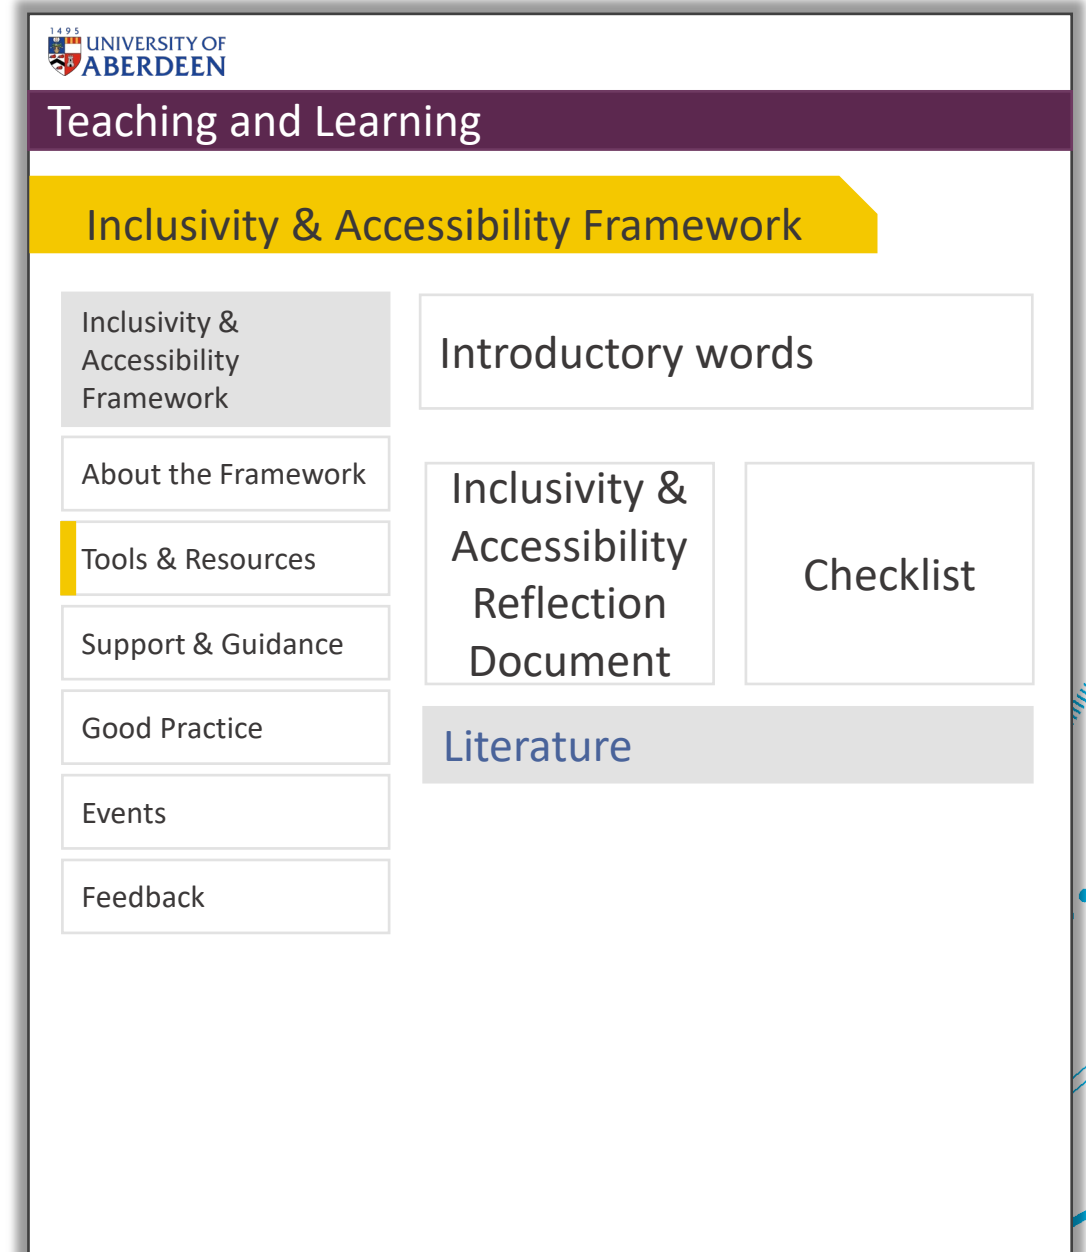 1495
UNIVERSITY OF
ABERDEEN
Teaching and Learning
Inclusivity & Accessibility Framework
Inclusivity &
Accessibility
Framework
About the Framework
Tools & Resources
Support & Guidance
Good Practice
Events
Feedback
Introductory words
Inclusivity &
Accessibility
Reflection
Document
Checklist
Literature